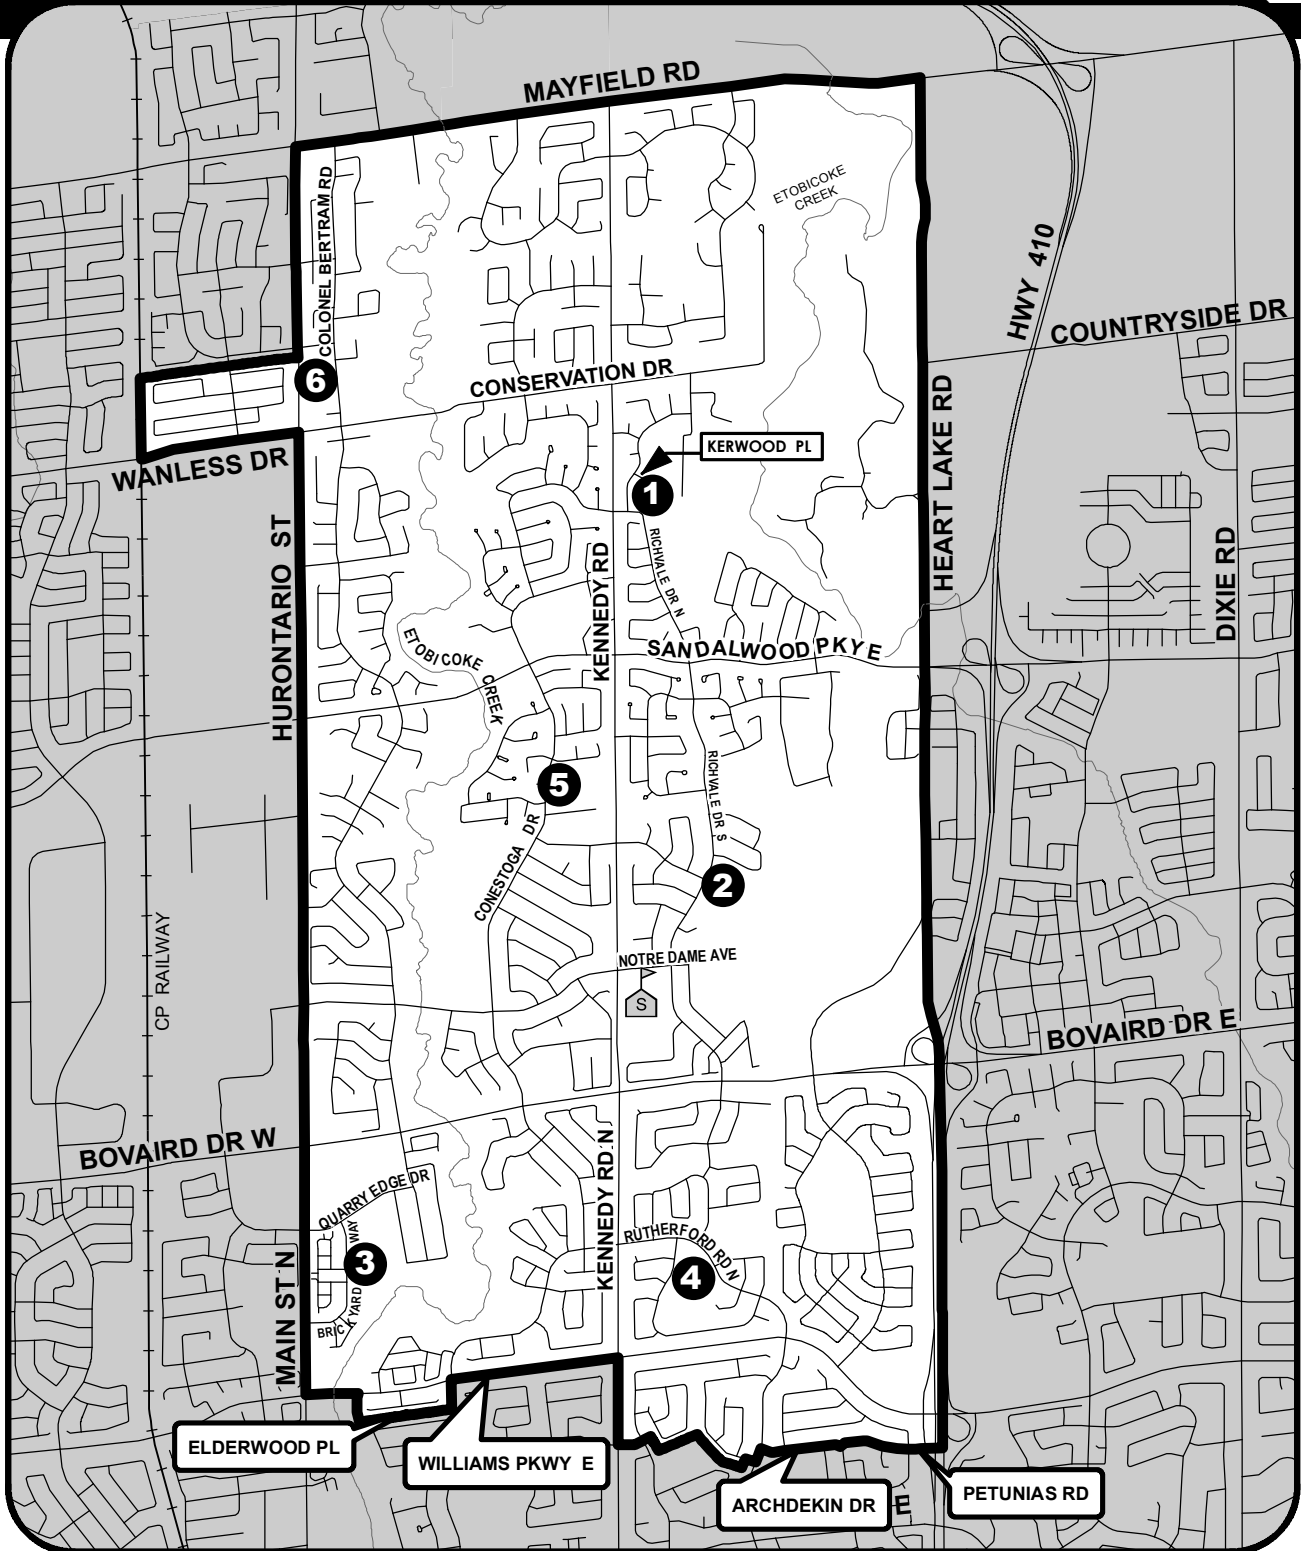 MAYFIELD RD
ETOBICOKE
CREEK
COLONEL BERTRAM RD
HWY 410
COUNTRYSIDE DR
6
CONSERVATION DR
KERWOOD PL
HEART LAKE RD
WANLESS DR
1
HURONTARIO ST
RICHVALE DR N
KENNEDY RD
DIXIE RD
ETOBICOKE CREEK
SANDALWOOD PKY E
5
RICHVALE DR S
CONESTOGA DR
2
CP RAILWAY
NOTRE DAME AVE
S
BOVAIRD DR E
BOVAIRD DR W
KENNEDY RD N
QUARRY EDGE DR
RUTHERFORD RD N
3
4
BRICKYARD WAY
MAIN ST N
ELDERWOOD PL
WILLIAMS PKWY E
ARCHDEKIN DR
E
PETUNIAS RD